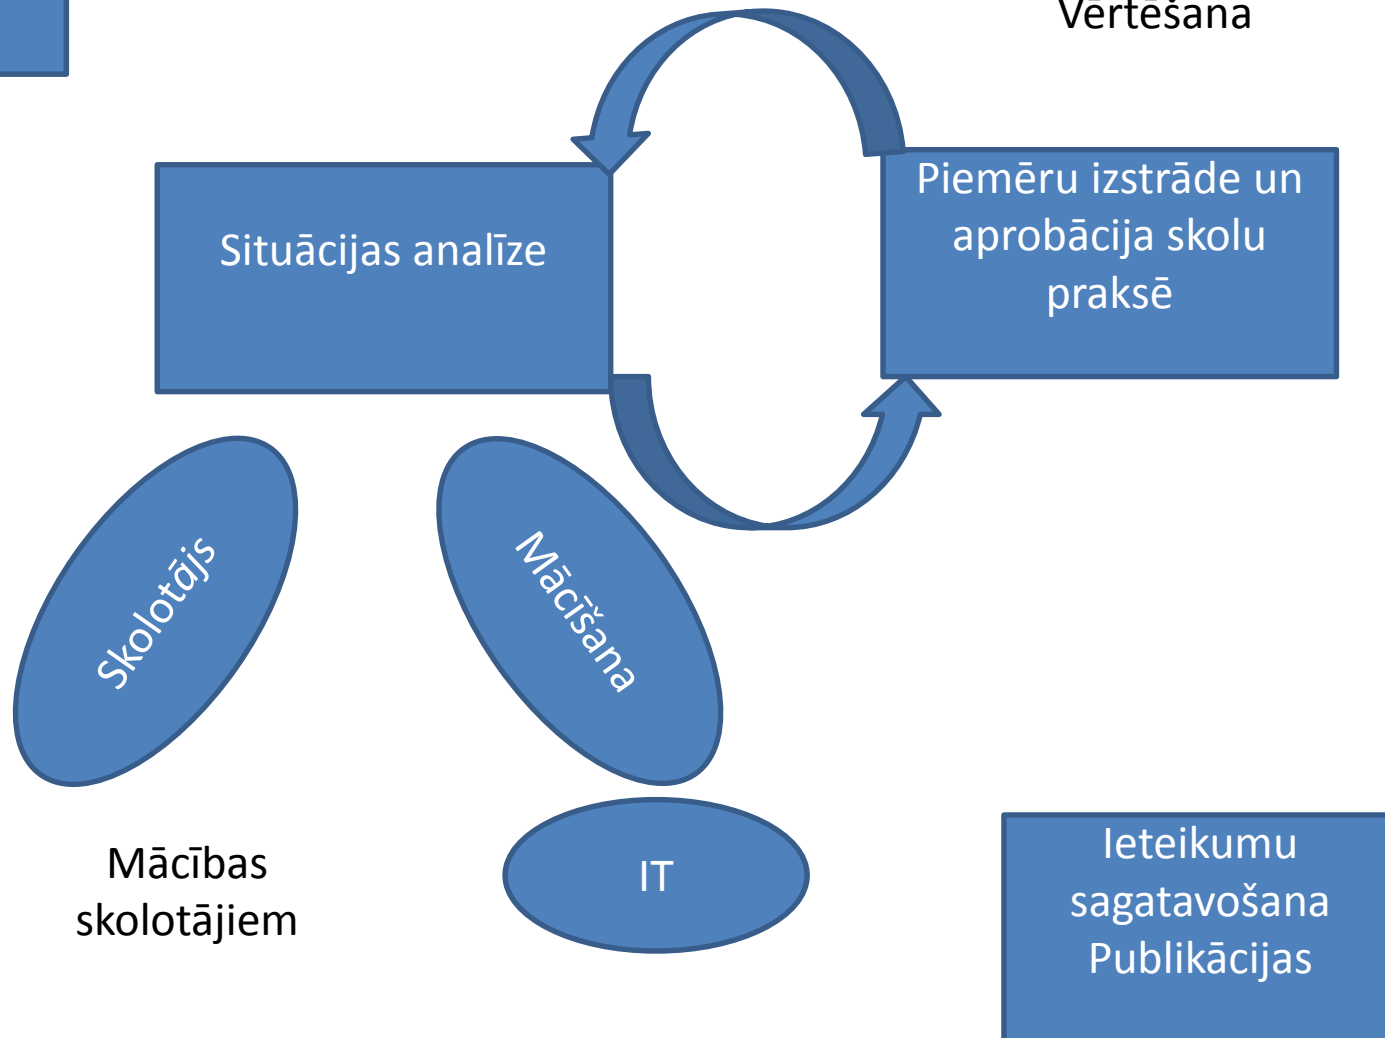 Vērtēšana
Situācijas analīze
Piemēru izstrāde un
aprobācija skolu
praksē
Skolotājs
Mācīšana
Mācības
skolotājiem
IT
Ieteikumu
sagatavošana
Publikācijas